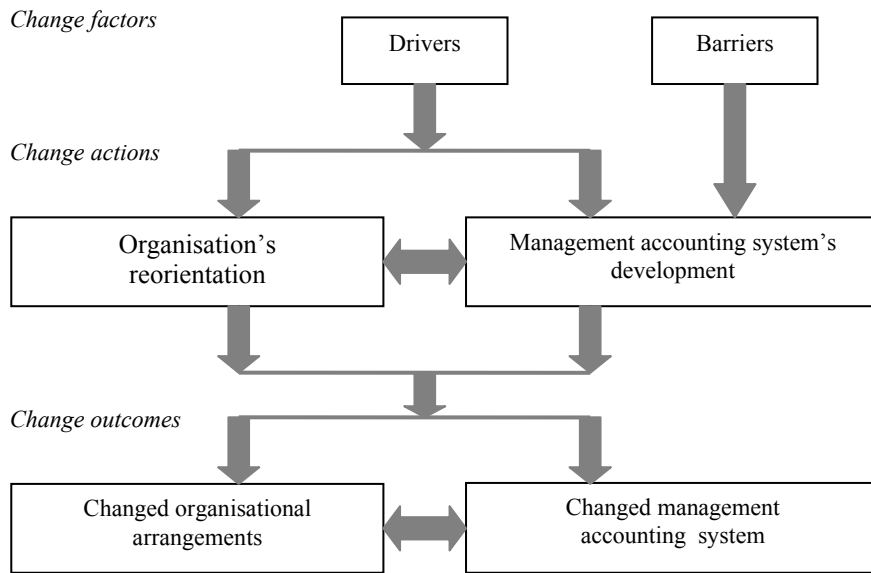 Change factors
Drivers
Barriers
Change actions
Organisation’s
reorientation
Management accounting system’s
development
Change outcomes
Changed organisational
arrangements
Changed management
accounting system